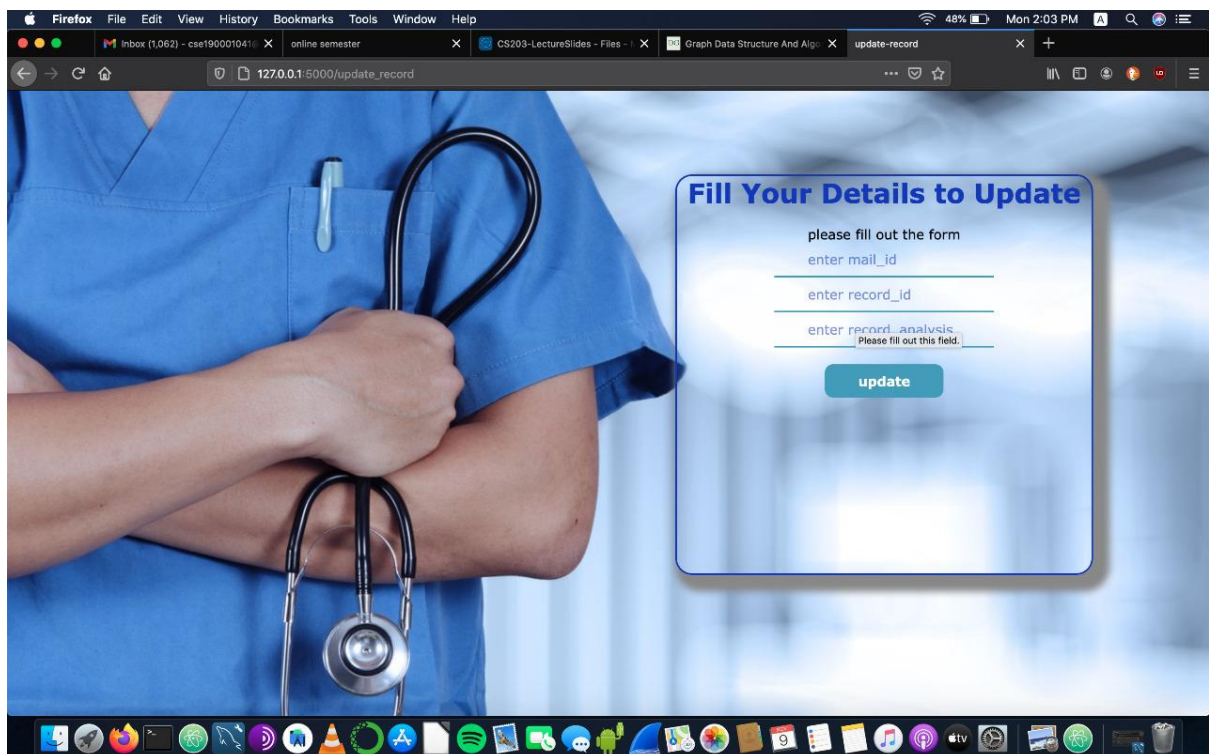 Firefox File Edit View History Bookmarks Tools Window Help 48% Mon 2:03 PM A
Inbox (1,062) - cse190001041@ online semester CS203-LectureSlides - Files - Graph Data Structure And Algo update-record
127.0.0.1:5000/update_record
Fill Your Details to Update
please fill out the form
enter mail_id
enter record_id
enter record_analysis
Please fill out this field.
update
9
tv